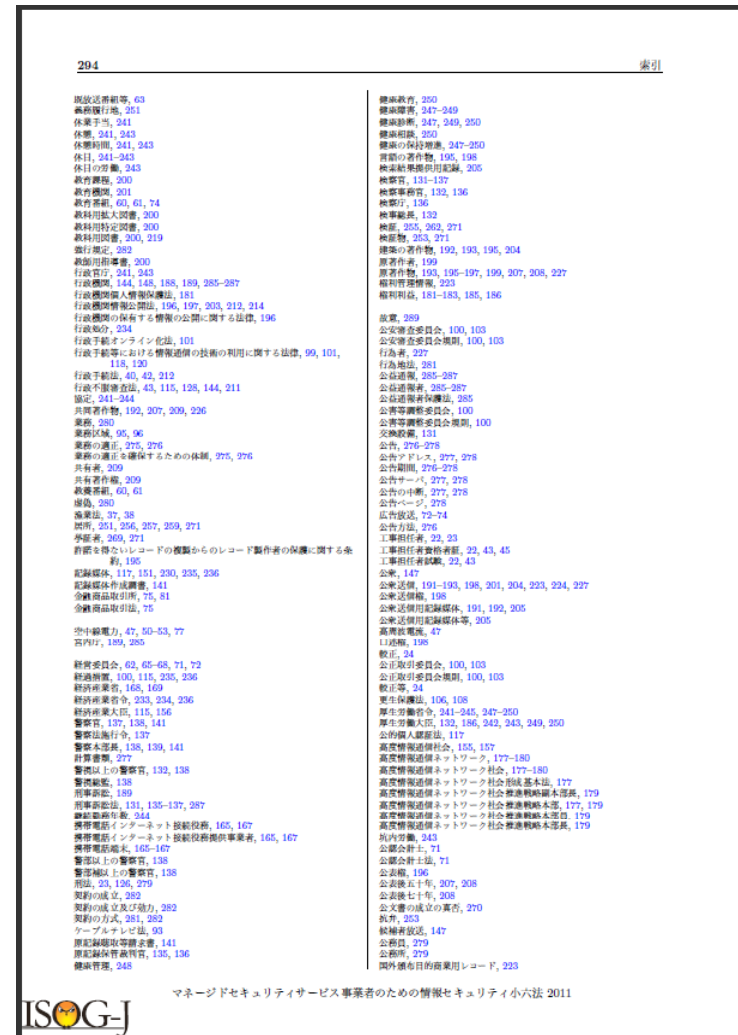 294
索引
既放送番組等, 63
義務履行地, 251
休業手当, 241
休憩, 241, 243
休憩時間, 241, 243
休日, 241–243
休日の労働, 243
教育課程, 200
教育機関, 201
教育番組, 60, 61, 74
教科用拡大図書, 200
教科用特定図書, 200
教科用図書, 200, 219
強行規定, 282
教師用指導書, 200
行政官庁, 241, 243
行政機関, 144, 148, 188, 189, 285–287
行政機関個人情報保護法, 181
行政機関情報公開法, 196, 197, 203, 212, 214
行政機関の保有する情報の公開に関する法律, 196
行政処分, 234
行政手続オンライン化法, 101
行政手続等における情報通信の技術の利用に関する法律, 99, 101,
118, 120
行政手続法, 40, 42, 212
行政不服審査法, 43, 115, 128, 144, 211
協定, 241–244
共同著作物, 192, 207, 209, 226
業務, 280
業務区域, 95, 96
業務の適正, 275, 276
業務の適正を確保するための体制, 275, 276
共有者, 209
共有著作権, 209
教養番組, 60, 61
虚偽, 280
漁業法, 37, 38
居所, 251, 256, 257, 259, 271
挙証者, 269, 271
許諾を得ないレコードの複製からのレコード製作者の保護に関する条
約, 195
記録媒体, 117, 151, 230, 235, 236
記録媒体作成調書, 141
金融商品取引所, 75, 81
金融商品取引法, 75
空中線電力, 47, 50–53, 77
宮内庁, 189, 285
経営委員会, 62, 65–68, 71, 72
経過措置, 100, 115, 235, 236
経済産業省, 168, 169
経済産業省令, 233, 234, 236
経済産業大臣, 115, 156
警察官, 137, 138, 141
警察法施行令, 137
警察本部長, 138, 139, 141
計算書類, 277
警視以上の警察官, 132, 138
警視総監, 138
刑事訴訟, 189
刑事訴訟法, 131, 135–137, 287
継続勤務年数, 244
携帯電話インターネット接続役務, 165, 167
携帯電話インターネット接続役務提供事業者, 165, 167
携帯電話端末, 165–167
警部以上の警察官, 138
警部補以上の警察官, 138
刑法, 23, 126, 279
契約の成立, 282
契約の成立及び効力, 282
契約の方式, 281, 282
ケーブルテレビ法, 93
原記録聴取等請求書, 141
原記録保管裁判官, 135, 136
健康管理, 248
健康教育, 250
健康障害, 247–249
健康診断, 247, 249, 250
健康相談, 250
健康の保持増進, 247–250
言語の著作物, 195, 198
検索結果提供用記録, 205
検察官, 131–137
検察事務官, 132, 136
検察庁, 136
検事総長, 132
検証, 255, 262, 271
検証物, 253, 271
建築の著作物, 192, 193, 195, 204
原著作者, 199
原著作物, 193, 195–197, 199, 207, 208, 227
権利管理情報, 223
権利利益, 181–183, 185, 186
故意, 289
公安審査委員会, 100, 103
公安審査委員会規則, 100, 103
行為者, 227
行為地法, 281
公益通報, 285–287
公益通報者, 285–287
公益通報者保護法, 285
公害等調整委員会, 100
公害等調整委員会規則, 100
交換設備, 131
公告, 276–278
公告アドレス, 277, 278
公告期間, 276–278
公告サーバ, 277, 278
公告の中断, 277, 278
公告ページ, 278
広告放送, 72–74
公告方法, 276
工事担任者, 22, 23
工事担任者資格者証, 22, 43, 45
工事担任者試験, 22, 43
公衆, 147
公衆送信, 191–193, 198, 201, 204, 223, 224, 227
公衆送信権, 198
公衆送信用記録媒体, 191, 192, 205
公衆送信用記録媒体等, 205
高周波電流, 47
口述権, 198
較正, 24
公正取引委員会, 100, 103
公正取引委員会規則, 100, 103
較正等, 24
更生保護法, 106, 108
厚生労働省令, 241–245, 247–250
厚生労働大臣, 132, 186, 242, 243, 249, 250
公的個人認証法, 117
高度情報通信社会, 155, 157
高度情報通信ネットワーク, 177–180
高度情報通信ネットワーク社会, 177–180
高度情報通信ネットワーク社会形成基本法, 177
高度情報通信ネットワーク社会推進戦略副本部長, 179
高度情報通信ネットワーク社会推進戦略本部, 177, 179
高度情報通信ネットワーク社会推進戦略本部員, 179
高度情報通信ネットワーク社会推進戦略本部長, 179
坑内労働, 243
公認会計士, 71
公認会計士法, 71
公表権, 196
公表後五十年, 207, 208
公表後七十年, 208
公文書の成立の真否, 270
抗弁, 253
候補者放送, 147
公務員, 279
公務所, 279
国外頒布目的商業用レコード, 223
マネージドセキュリティサービス事業者のための情報セキュリティ小六法 2011
ISOG-J